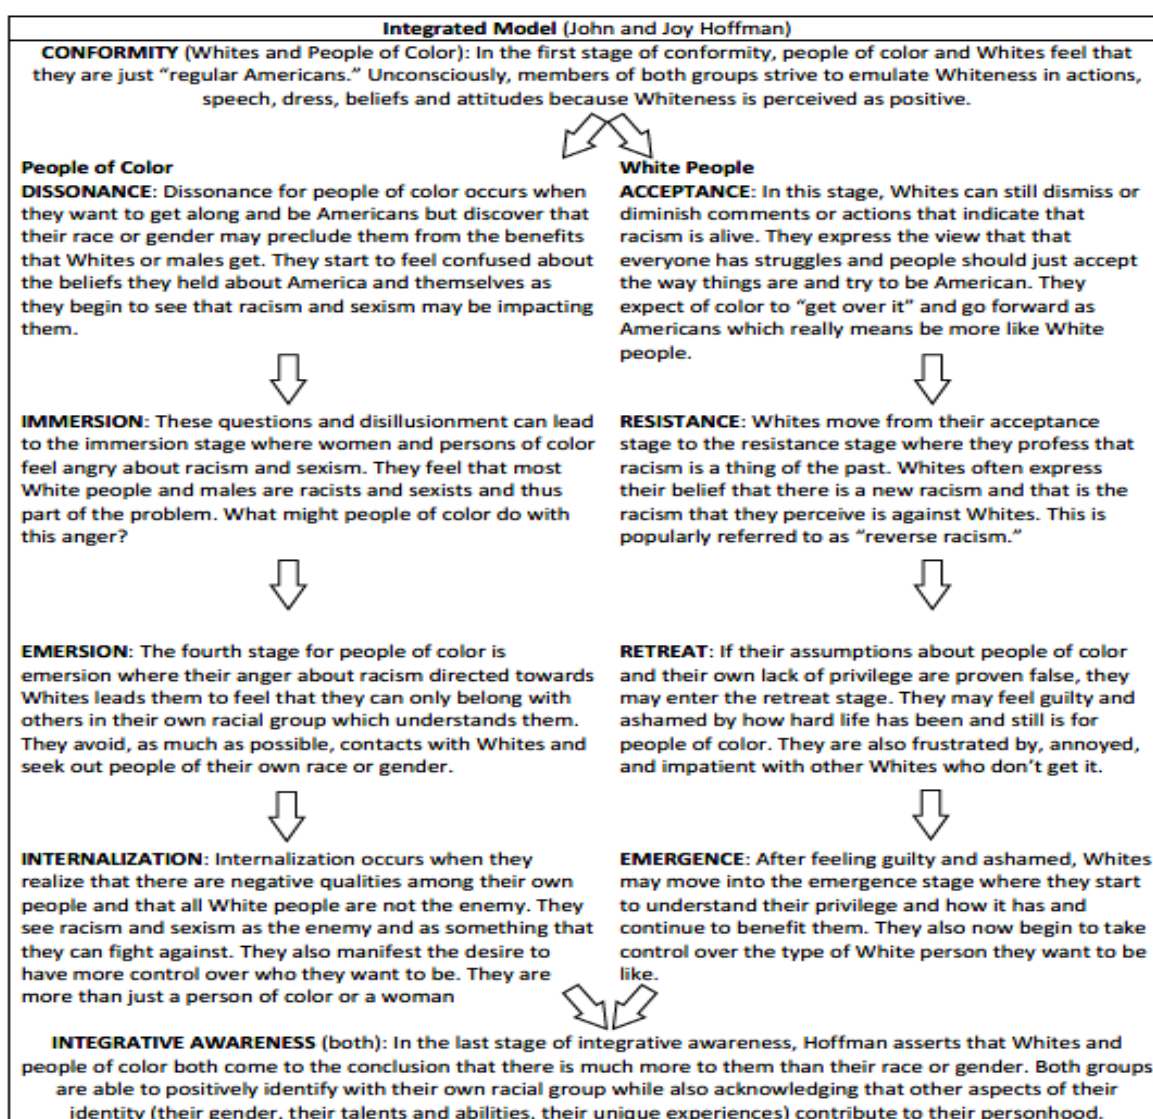 Integrated Model (John and Joy Hoffman)
CONFORMITY (Whites and People of Color): In the first stage of conformity, people of color and Whites feel that
they are just “regular Americans.” Unconsciously, members of both groups strive to emulate Whiteness in actions,
speech, dress, beliefs and attitudes because Whiteness is perceived as positive.
People of Color
DISSONANCE: Dissonance for people of color occurs when
they want to get along and be Americans but discover that
their race or gender may preclude them from the benefits
that Whites or males get. They start to feel confused about
the beliefs they held about America and themselves as
they begin to see that racism and sexism may be impacting
them.
IMMERSION: These questions and disillusionment can lead
to the immersion stage where women and persons of color
feel angry about racism and sexism. They feel that most
White people and males are racists and sexists and thus
part of the problem. What might people of color do with
this anger?
EMERSION: The fourth stage for people of color is
emersion where their anger about racism directed towards
Whites leads them to feel that they can only belong with
others in their own racial group which understands them.
They avoid, as much as possible, contacts with Whites and
seek out people of their own race or gender.
INTERNALIZATION: Internalization occurs when they
realize that there are negative qualities among their own
people and that all White people are not the enemy. They
see racism and sexism as the enemy and as something that
they can fight against. They also manifest the desire to
have more control over who they want to be. They are
more than just a person of color or a woman
White People
ACCEPTANCE: In this stage, Whites can still dismiss or
diminish comments or actions that indicate that
racism is alive. They express the view that that
everyone has struggles and people should just accept
the way things are and try to be American. They
expect of color to “get over it” and go forward as
Americans which really means be more like White
people.
RESISTANCE: Whites move from their acceptance
stage to the resistance stage where they profess that
racism is a thing of the past. Whites often express
their belief that there is a new racism and that is the
racism that they perceive is against Whites. This is
popularly referred to as “reverse racism.”
RETREAT: If their assumptions about people of color
and their own lack of privilege are proven false, they
may enter the retreat stage. They may feel guilty and
ashamed by how hard life has been and still is for
people of color. They are also frustrated by, annoyed,
and impatient with other Whites who don’t get it.
EMERGENCE: After feeling guilty and ashamed, Whites
may move into the emergence stage where they start
to understand their privilege and how it has and
continue to benefit them. They also now begin to take
control over the type of White person they want to be
like.
INTEGRATIVE AWARENESS (both): In the last stage of integrative awareness, Hoffman asserts that Whites and
people of color both come to the conclusion that there is much more to them than their race or gender. Both groups
are able to positively identify with their own racial group while also acknowledging that other aspects of their
identity (their gender, their talents and abilities, their unique experiences) contribute to their personhood.